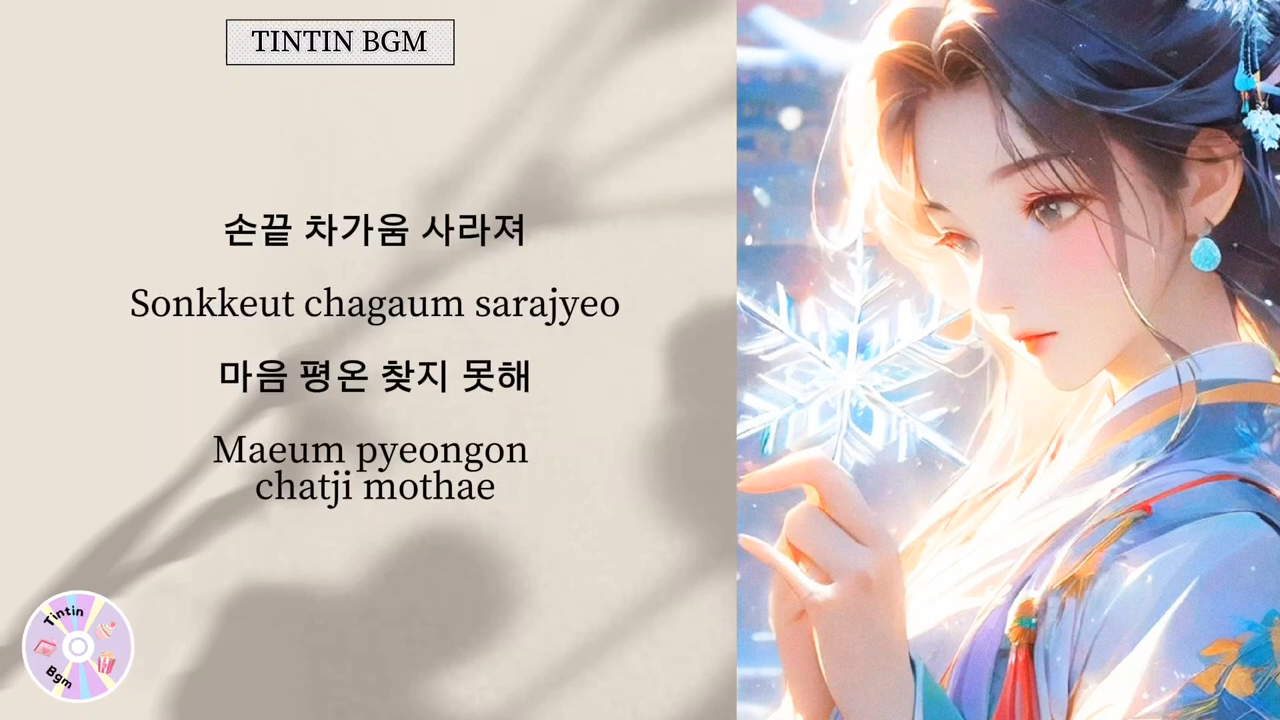 TINTIN BGM
손끝 차가움 사라져
Sonkkeut chagaum sarajyeo
마음 평온 찾지 못해
Maeum pyeongon
chatji mothae
Tintin
Bgm